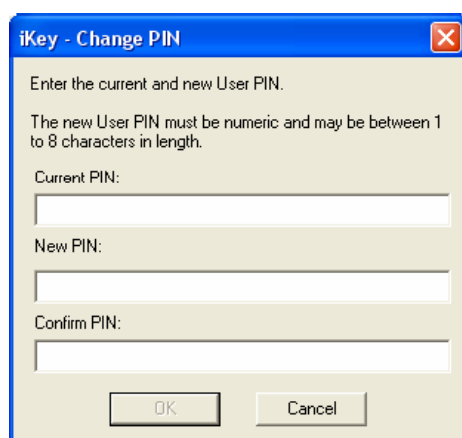 iKey - Change PIN
Enter the current and new User PIN.
The new User PIN must be numeric and may be between 1
to 8 characters in length.
Current PIN:
New PIN:
Confirm PIN:
OK
Cancel